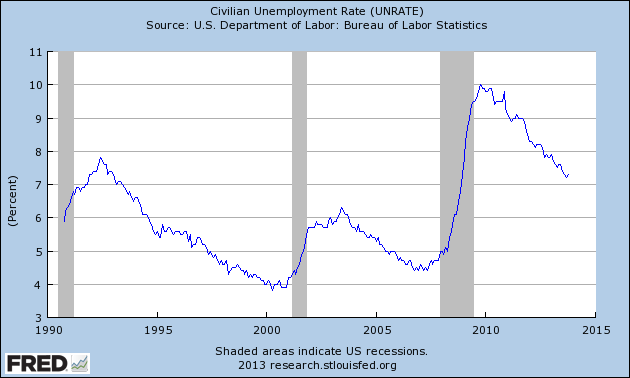 Civilian Unemployment Rate (UNRATE)
Source: U.S. Department of Labor: Bureau of Labor Statistics
11
10
9
8
7
6
5
4
3
(Percent)
1990 1995 2000 2005 2010 2015
Shaded areas indicate US recessions.
2013 research.stlouisfed.org
FRED